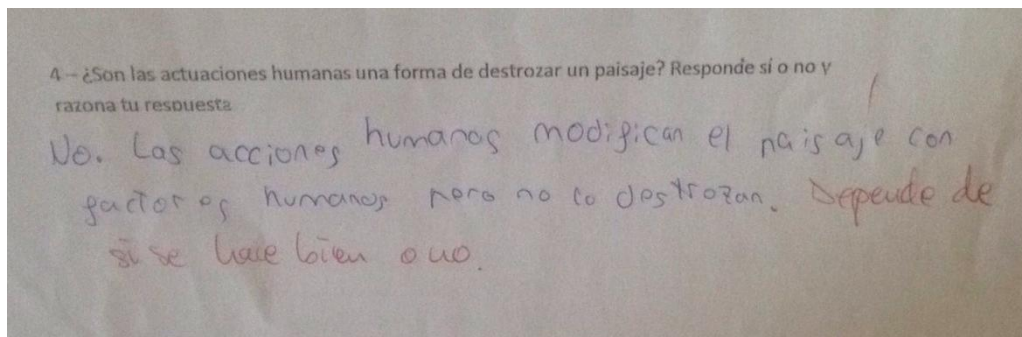 4 – ¿Son las actuaciones humanas una forma de destrozar un paisaje? Responde sí o no y
razona tu respuesta
No. Las acciones humanas modifican el paisaje con
factores humanos pero no lo destrozan. Depende de
si se hace bien o no.